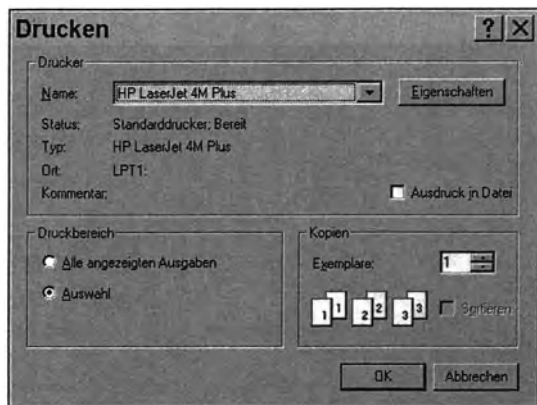 Drucken
Drucker
Name: HP LaserJet 4M Plus Eigenschaften
Status: Standarddrucker; Bereit
Typ: HP LaserJet 4M Plus
Ort: LPT1:
Kommentar: Ausdruck in Datei
Druckbereich
Alle angezeigten Ausgaben
Auswahl
Kopien
Exemplare: 1
1 1 2 2 3 3 Sortieren
OK Abbrechen